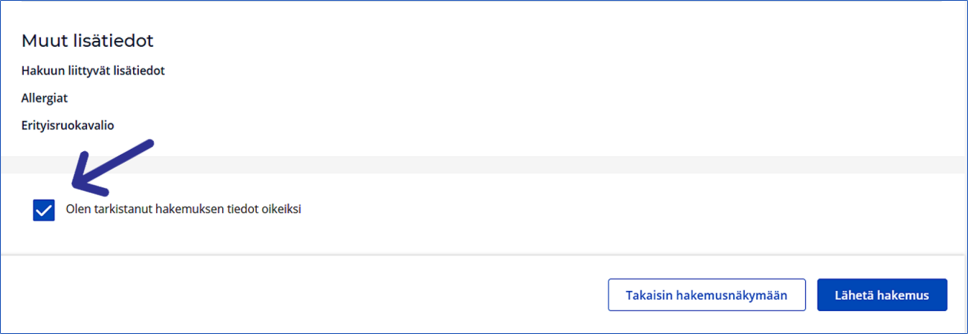 Muut lisätiedot
Hakuun liittyvät lisätiedot
Allergiat
Erityisruokavalio
Olen tarkistanut hakemuksen tiedot oikeiksi
Takaisin hakemusnäkymään
Lähetä hakemus